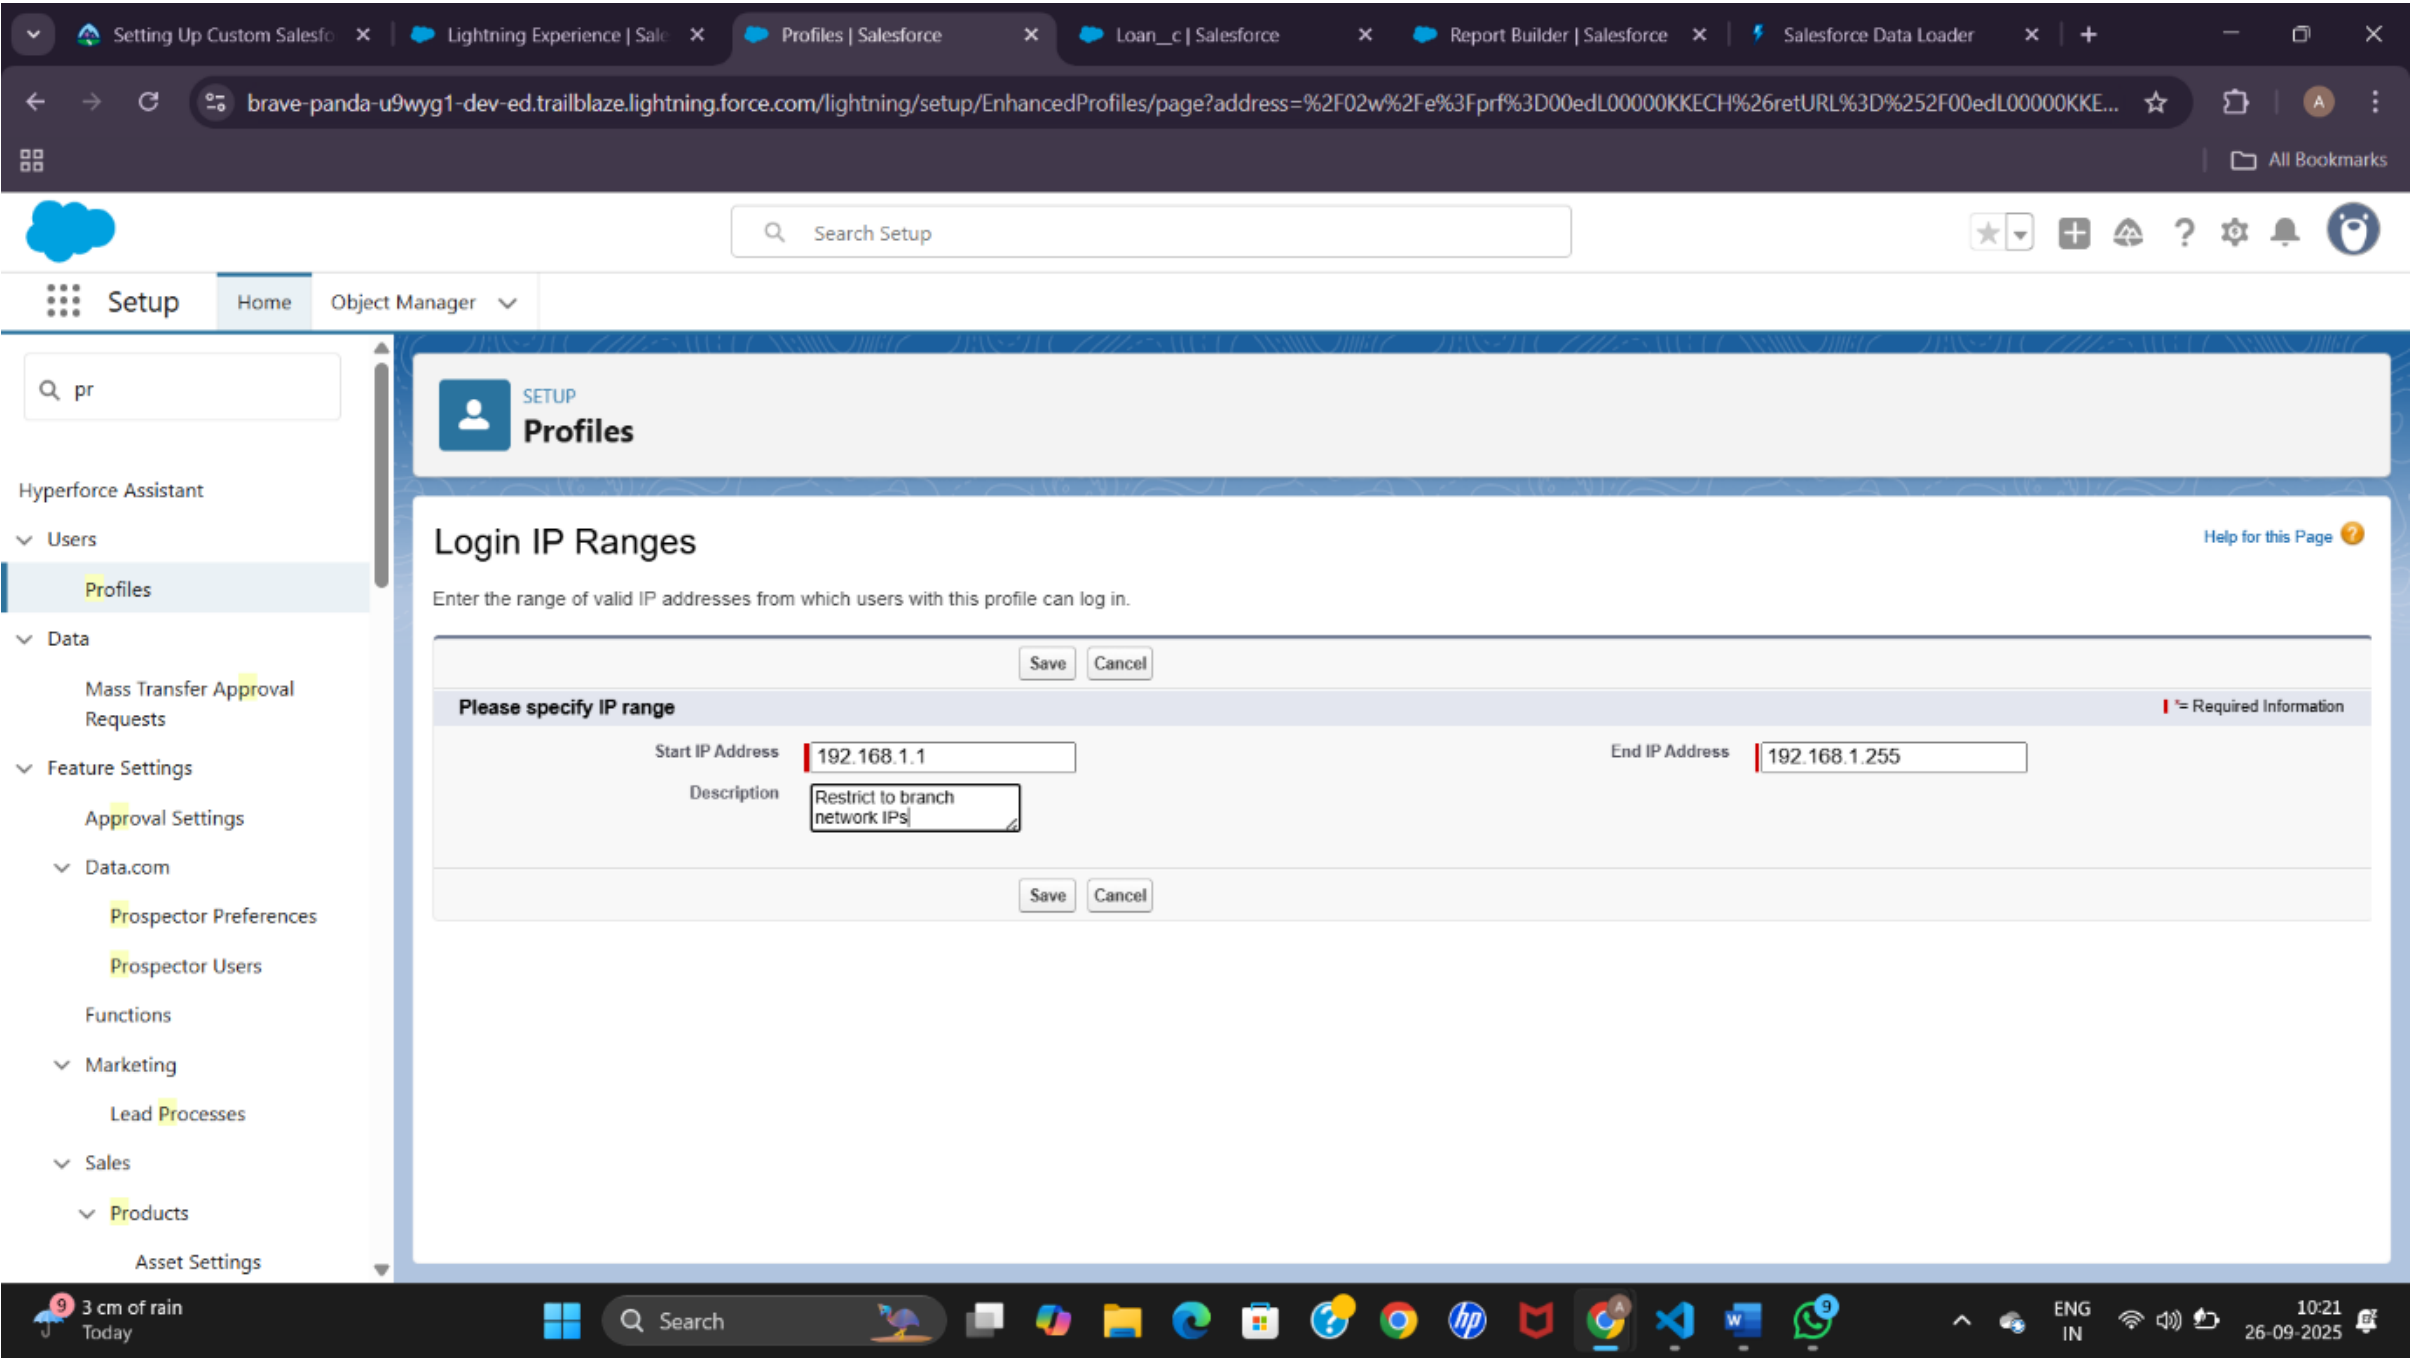 Setting Up Custom Salesfo
Lightning Experience | Sale
Profiles | Salesforce
Loan__c | Salesforce
Report Builder | Salesforce
Salesforce Data Loader
brave-panda-u9wyg1-dev-ed.trailblaze.lightning.force.com/lightning/setup/EnhancedProfiles/page?address=%2F02w%2Fe%3Fprf%3D00edL00000KKECH%26retURL%3D%252F00edL00000KKE...
A
All Bookmarks
Search Setup
Setup
Home
Object Manager
pr
Hyperforce Assistant
Users
Profiles
Data
Mass Transfer Approval
Requests
Feature Settings
Approval Settings
Data.com
Prospector Preferences
Prospector Users
Functions
Marketing
Lead Processes
Sales
Products
Asset Settings
SETUP
Profiles
Login IP Ranges
Help for this Page ?
Enter the range of valid IP addresses from which users with this profile can log in.
Save Cancel
Please specify IP range
* = Required Information
Start IP Address 192.168.1.1
End IP Address 192.168.1.255
Description
Restrict to branch
network IPs
Save Cancel
9
3 cm of rain
Today
Search
hp
A
W
9
ENG
IN
10:21
26-09-2025